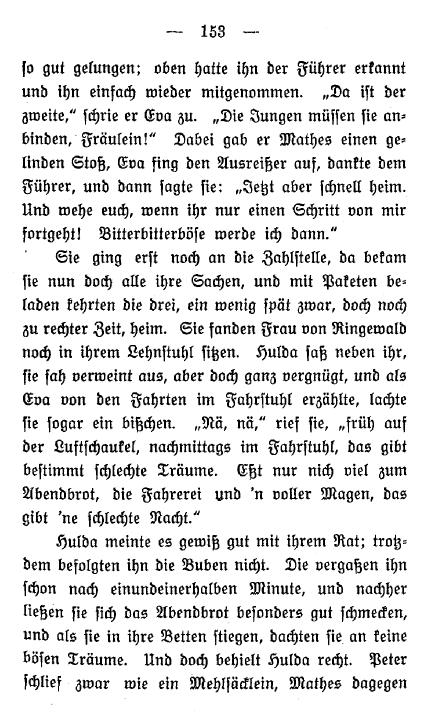 — 153 —
ſo gut gelungen; oben hatte ihn der Führer erkannt
und ihn einfach wieder mitgenommen. „Da iſt der
zweite,“ ſchrie er Eva zu. „Die Jungen müſſen ſie an-
binden, Fräulein!“ Dabei gab er Mathes einen ge-
linden Stoß, Eva fing den Ausreißer auf, dankte dem
Führer, und dann ſagte ſie: „Jetzt aber ſchnell heim.
Und wehe euch, wenn ihr nur einen Schritt von mir
fortgeht! Bitterbitterböſe werde ich dann.“
Sie ging erſt noch an die Zahlſtelle, da bekam
ſie nun doch alle ihre Sachen, und mit Paketen be-
laden kehrten die drei, ein wenig ſpät zwar, doch noch
zu rechter Zeit, heim. Sie fanden Frau von Ringewald
noch in ihrem Lehnſtuhl ſitzen. Hulda ſaß neben ihr,
ſie ſah verweint aus, aber doch ganz vergnügt, und als
Eva von den Fahrten im Fahrſtuhl erzählte, lachte
ſie ſogar ein bißchen. „Nä, nä,“ rief ſie, „früh auf
der Luftſchaukel, nachmittags im Fahrſtuhl, das gibt
beſtimmt ſchlechte Träume. Eßt nur nich viel zum
Abendbrot, die Fahrerei und 'n voller Magen, das
gibt 'ne ſchlechte Nacht.“
Hulda meinte es gewiß gut mit ihrem Rat; trotz-
dem befolgten ihn die Buben nicht. Die vergaßen ihn
ſchon nach einundeinerhalben Minute, und nachher
ließen ſie ſich das Abendbrot beſonders gut ſchmecken,
und als ſie in ihre Betten ſtiegen, dachten ſie an keine
böſen Träume. Und doch behielt Hulda recht. Peter
ſchlief zwar wie ein Mehlſäcklein, Mathes dagegen